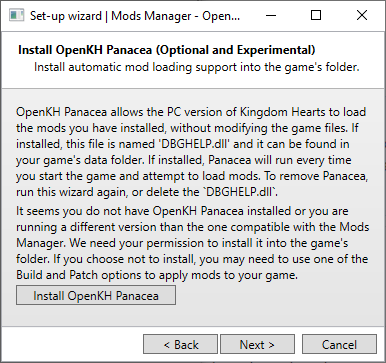 Set-up wizard | Mods Manager - Open...
Install OpenKH Panacea (Optional and Experimental)
Install automatic mod loading support into the game's folder.
OpenKH Panacea allows the PC version of Kingdom Hearts to load
the mods you have installed, without modifying the game files. If
installed, this file is named 'DBGHELP.dll' and it can be found in
your game's data folder. If installed, Panacea will run every time
you start the game and attempt to load mods. To remove Panacea,
run this wizard again, or delete the `DBGHELP.dll`.
It seems you do not have OpenKH Panacea installed or you are
running a different version than the one compatible with the Mods
Manager. We need your permission to install it into the game's
folder. If you choose not to install, you may need to use one of the
Build and Patch options to apply mods to your game.
Install OpenKH Panacea
< Back
Next >
Cancel